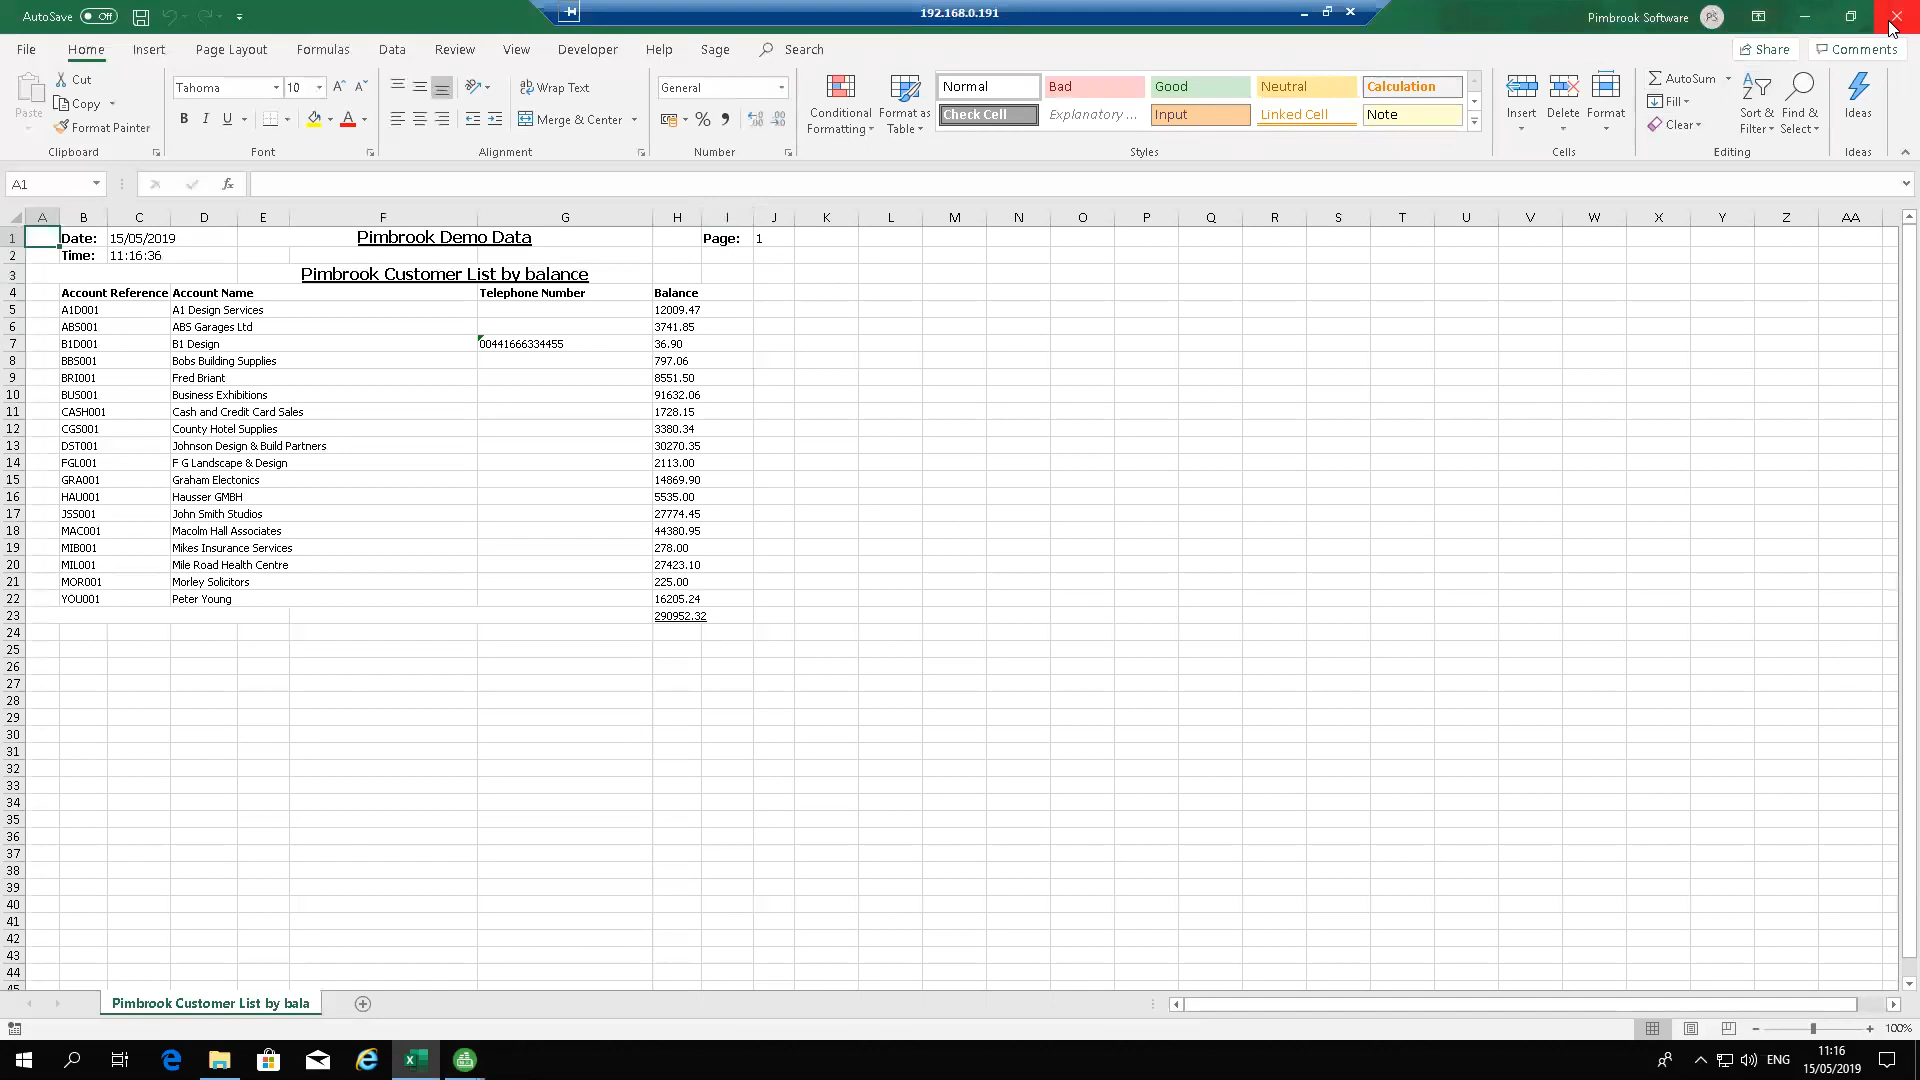 AutoSave Off 192.168.0.191 Pimbrook Software PS
File Home Insert Page Layout Formulas Data Review View Developer Help Sage Search Share Comments
Paste Cut Copy Format Painter Clipboard
Tahoma 10 B I U A Font
Wrap Text Merge & Center Alignment
General % Number
Conditional Formatting Format as Table
Normal Bad Good Neutral Calculation
Check Cell Explanatory ... Input Linked Cell Note
Styles
Insert Delete Format Cells
AutoSum Fill Clear Sort & Filter Find & Select Editing
Ideas Ideas
A1 fx
A B C D E F G H I J K L M N O P Q R S T U V W X Y Z AA
1 Date: 15/05/2019 Pimbrook Demo Data Page: 1
2 Time: 11:16:36
3 Pimbrook Customer List by balance
4 Account Reference Account Name Telephone Number Balance
5 A1D001 A1 Design Services 12009.47
6 ABS001 ABS Garages Ltd 3741.85
7 B1D001 B1 Design 00441666334455 36.90
8 BBS001 Bobs Building Supplies 797.06
9 BRI001 Fred Briant 8551.50
10 BUS001 Business Exhibitions 91632.06
11 CASH001 Cash and Credit Card Sales 1728.15
12 CGS001 County Hotel Supplies 3380.34
13 DST001 Johnson Design & Build Partners 30270.35
14 FGL001 F G Landscape & Design 2113.00
15 GRA001 Graham Electonics 14869.90
16 HAU001 Hausser GMBH 5535.00
17 JSS001 John Smith Studios 27774.45
18 MAC001 Macolm Hall Associates 44380.95
19 MIB001 Mikes Insurance Services 278.00
20 MIL001 Mile Road Health Centre 27423.10
21 MOR001 Morley Solicitors 225.00
22 YOU001 Peter Young 16205.24
23 290952.32
24
25
26
27
28
29
30
31
32
33
34
35
36
37
38
39
40
41
42
43
44
45
Pimbrook Customer List by bala
100%
ENG 11:16
15/05/2019